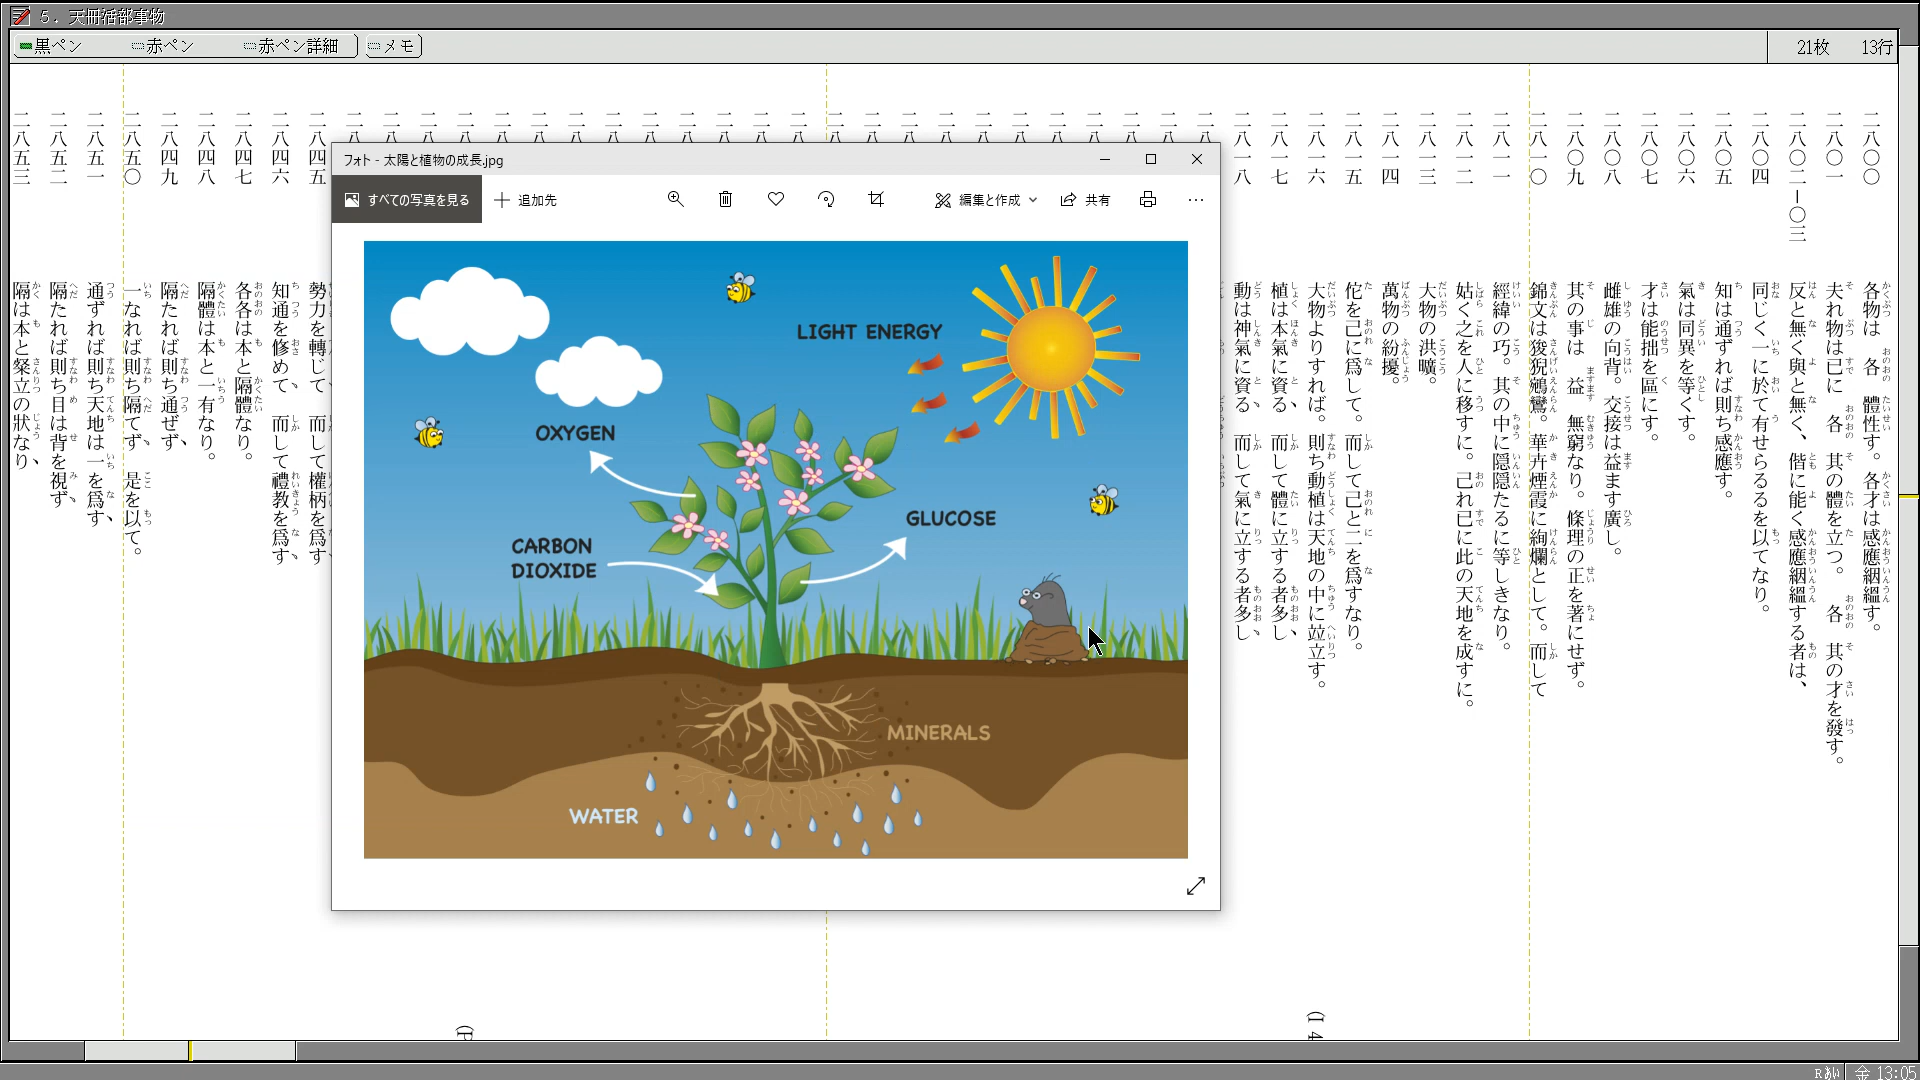 5．天冊活部事物
黒ペン
赤ペン
赤ペン詳細
メモ
21枚
13行
二八〇〇 各物は 各 體性す。各才は感應絪縕す。
二八〇一 夫れ物は已に 各 其の體を立つ。 各 其の才を發す。
二八〇二ー〇三 反と無く與と無く、偕に能く感應絪縕する者は、
二八〇四 同じく一に於て有せらるるを以てなり。
二八〇五 知は通ずれば則ち感應す。
二八〇六 氣は同異を等くす。
二八〇七 才は能拙を區にす。
二八〇八 雌雄の向背。交接は益ます廣し。
二八〇九 其の事は 益 無窮なり。條理の正を著にせず。
二八一〇 錦文は狻猊鵷鸞。華卉煙霞に絢爛として。而して
二八一一 經緯の巧。其の中に隠隠たるに等しきなり。
二八一二 姑く之を人に移すに。己れ已に此の天地を成すに。
二八一三 大物の洪曠。
二八一四 萬物の紛擾。
二八一五 佗を己に爲して。而して己と二を爲すなり。
二八一六 大物よりすれば。則ち動植は天地の中に竝立す。
二八一七 植は本氣に資る、而して體に立する者多し、
二八一八 動は神氣に資る、而して氣に立する者多し、
フォト - 太陽と植物の成長.jpg
すべての写真を見る
追加先
編集と作成
共有
LIGHT ENERGY
OXYGEN
GLUCOSE
CARBON
DIOXIDE
MINERALS
WATER
二八四五 勢力を轉じて 而して權柄を爲す
二八四六 知通を修めて、而して禮教を爲す、
二八四七 各各は本と隔體なり。
二八四八 隔體は本と一有なり。
二八四九 隔たれば則ち通ぜず、
二八五〇 一なれば則ち隔てず、是を以て。
二八五一 通ずれば則ち天地は一を爲す、
二八五二 隔たれば則ち目は背を視ず、
二八五三 隔は本と粲立の狀なり、
(I 4
(P
Rあ
金 13:05